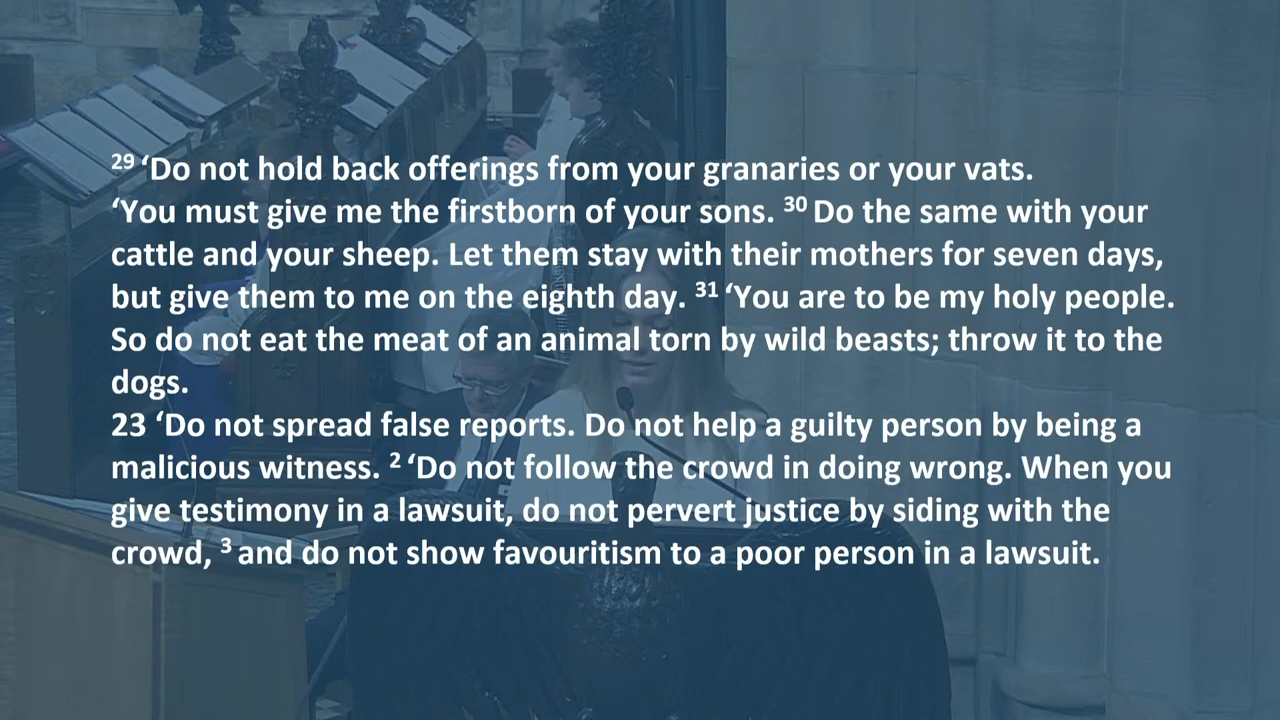 29 ‘Do not hold back offerings from your granaries or your vats.
‘You must give me the firstborn of your sons. 30 Do the same with your
cattle and your sheep. Let them stay with their mothers for seven days,
but give them to me on the eighth day. 31 ‘You are to be my holy people.
So do not eat the meat of an animal torn by wild beasts; throw it to the
dogs.
23 ‘Do not spread false reports. Do not help a guilty person by being a
malicious witness. 2 ‘Do not follow the crowd in doing wrong. When you
give testimony in a lawsuit, do not pervert justice by siding with the
crowd, 3 and do not show favouritism to a poor person in a lawsuit.